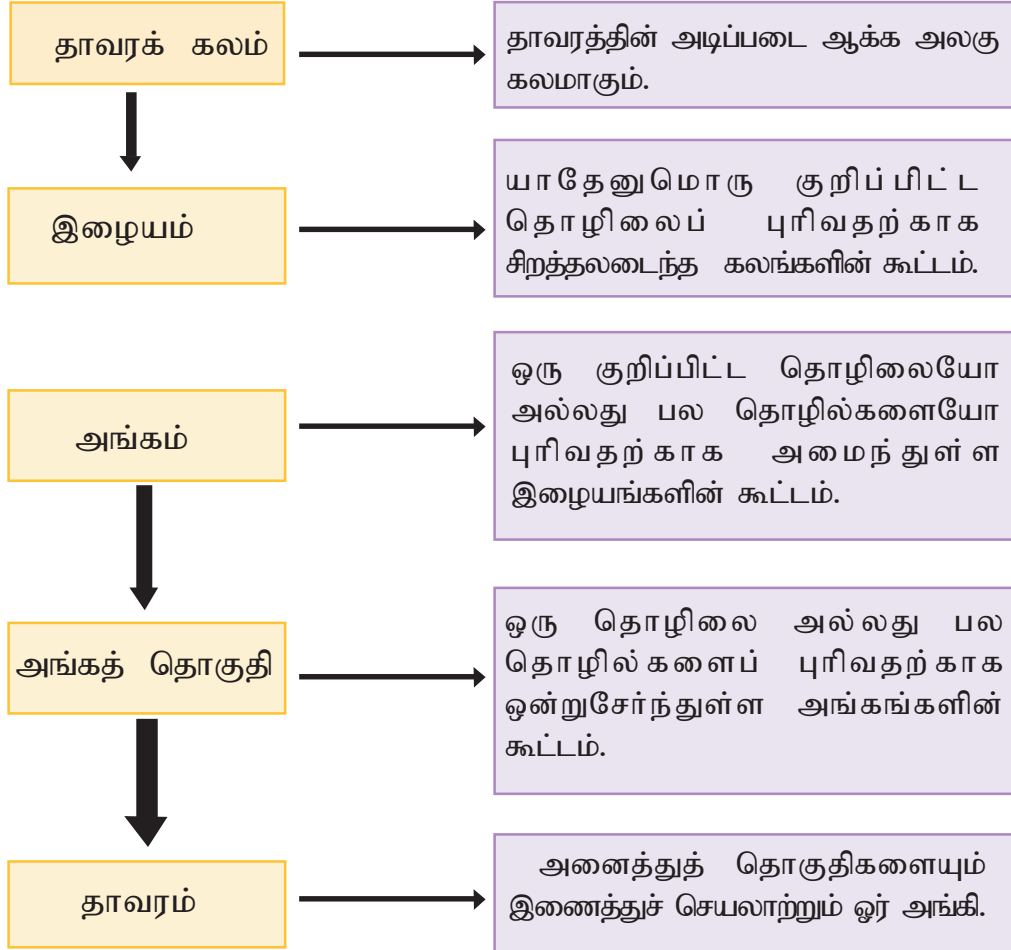 தாவரக் கலம்
தாவரத்தின் அடிப்படை ஆக்க அலகு
கலமாகும்.
இழையம்
யாதேனுமொரு குறிப்பிட்ட
தொழிலைப் புரிவதற்காக
சிறத்தலடைந்த கலங்களின் கூட்டம்.
அங்கம்
ஒரு குறிப்பிட்ட தொழிலையோ
அல்லது பல தொழில்களையோ
புரிவதற்காக அமைந்துள்ள
இழையங்களின் கூட்டம்.
அங்கத் தொகுதி
ஒரு தொழிலை அல்லது பல
தொழில்களைப் புரிவதற்காக
ஒன்றுசேர்ந்துள்ள அங்கங்களின்
கூட்டம்.
தாவரம்
அனைத்துத் தொகுதிகளையும்
இணைத்துச் செயலாற்றும் ஓர் அங்கி.